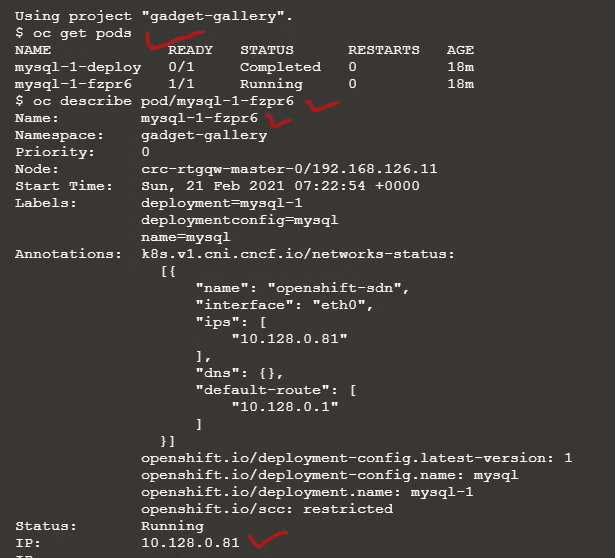 Using project "gadget-gallery".
$ oc get pods
NAME READY STATUS RESTARTS AGE
mysql-1-deploy 0/1 Completed 0 18m
mysql-1-fzpr6 1/1 Running 0 18m
$ oc describe pod/mysql-1-fzpr6
Name: mysql-1-fzpr6
Namespace: gadget-gallery
Priority: 0
Node: crc-rtgqw-master-0/192.168.126.11
Start Time: Sun, 21 Feb 2021 07:22:54 +0000
Labels: deployment=mysql-1
deploymentconfig=mysql
name=mysql
Annotations: k8s.v1.cni.cncf.io/networks-status:
[{
"name": "openshift-sdn",
"interface": "eth0",
"ips": [
"10.128.0.81"
],
"dns": {},
"default-route": [
"10.128.0.1"
]
}]
openshift.io/deployment-config.latest-version: 1
openshift.io/deployment-config.name: mysql
openshift.io/deployment.name: mysql-1
openshift.io/scc: restricted
Status: Running
IP: 10.128.0.81